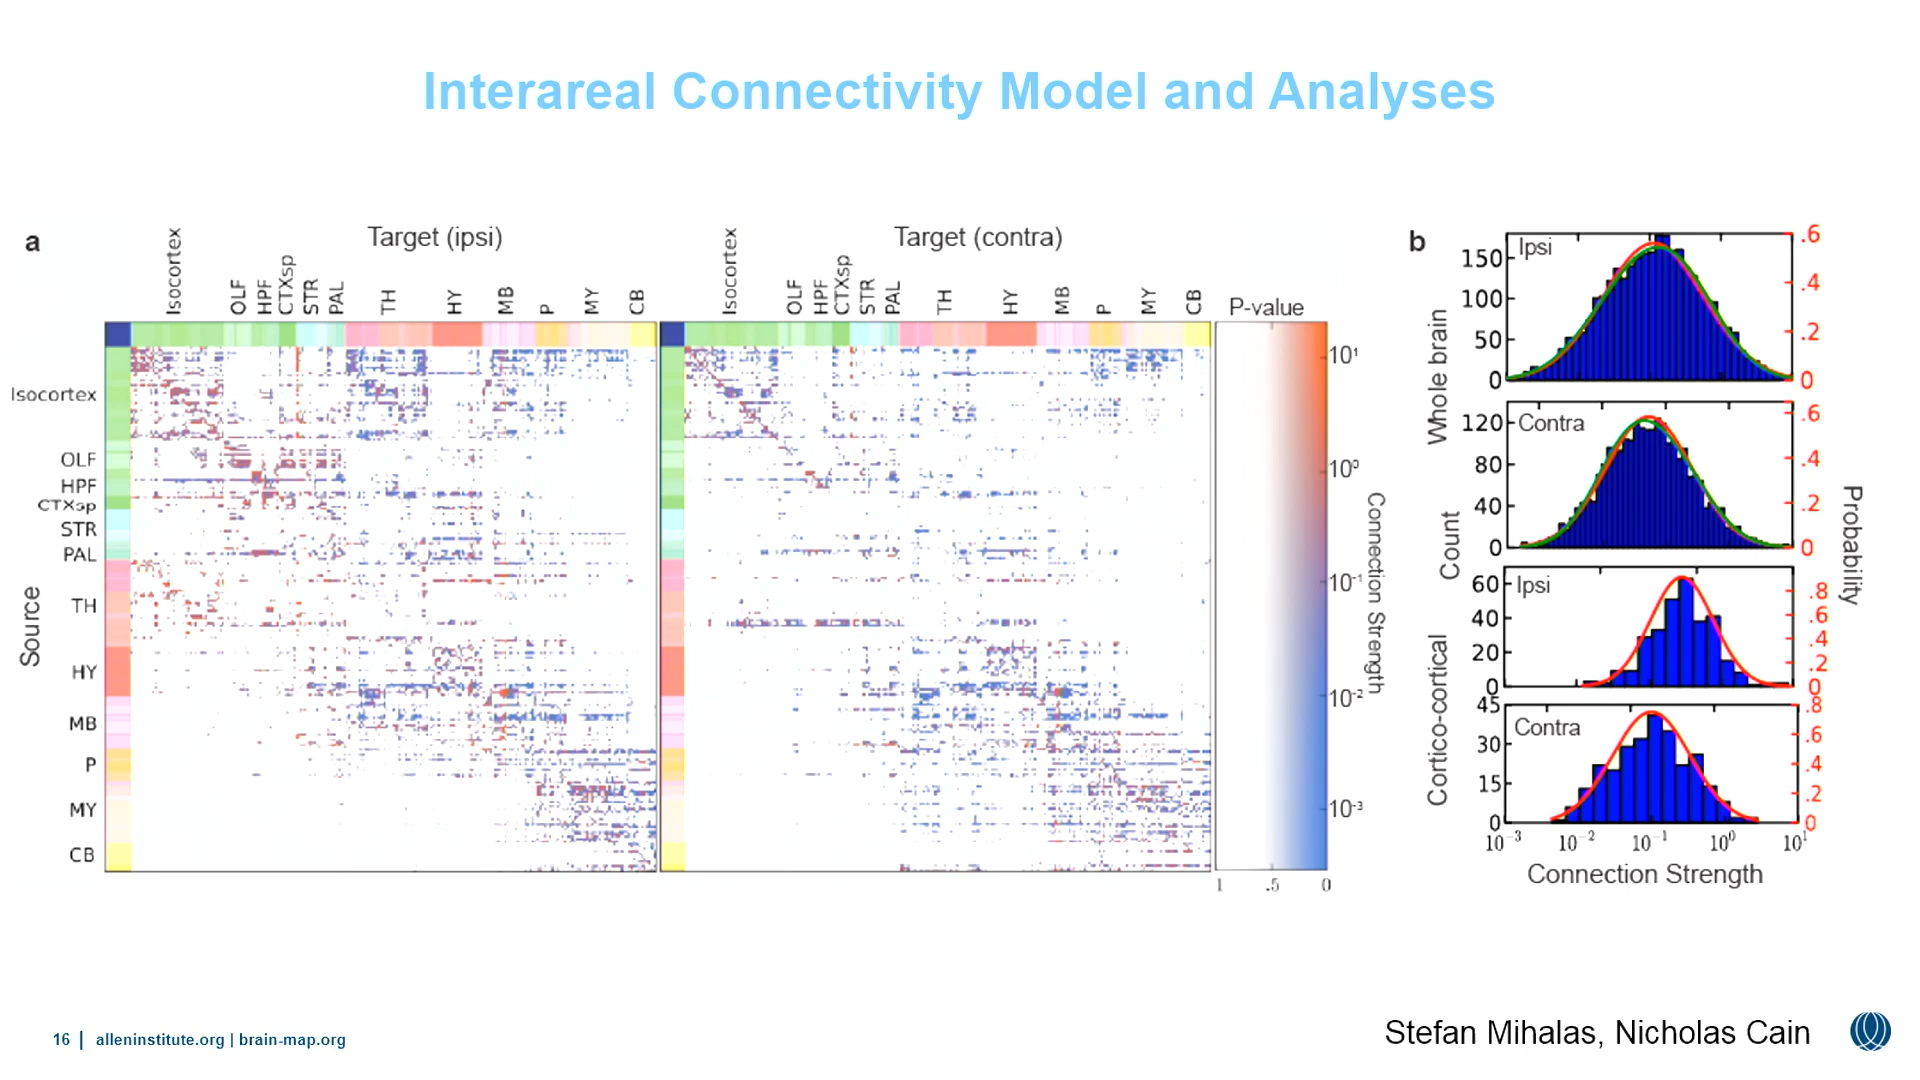 Interareal Connectivity Model and Analyses
a
Target (ipsi)
Target (contra)
Isocortex
OLF
HPF
CTXsp
STR
PAL
TH
HY
MB
P
MY
CB
Isocortex
OLF
HPF
CTXsp
STR
PAL
TH
HY
MB
P
MY
CB
P-value
Source
Isocortex
OLF
HPF
CTXsp
STR
PAL
TH
HY
MB
P
MY
CB
10¹
10⁰
10⁻¹
10⁻²
10⁻³
Connection Strength
1 .5 0
b
Whole brain
Count
Cortico-cortical
Probability
Ipsi
150
100
50
0
.6
.4
.2
0
Contra
120
80
40
0
.6
.4
.2
0
Ipsi
60
40
20
0
.8
.6
.4
.2
0
Contra
45
30
15
0
.8
.6
.4
.2
0
10⁻³ 10⁻² 10⁻¹ 10⁰ 10¹
Connection Strength
16 | alleninstitute.org | brain-map.org
Stefan Mihalas, Nicholas Cain